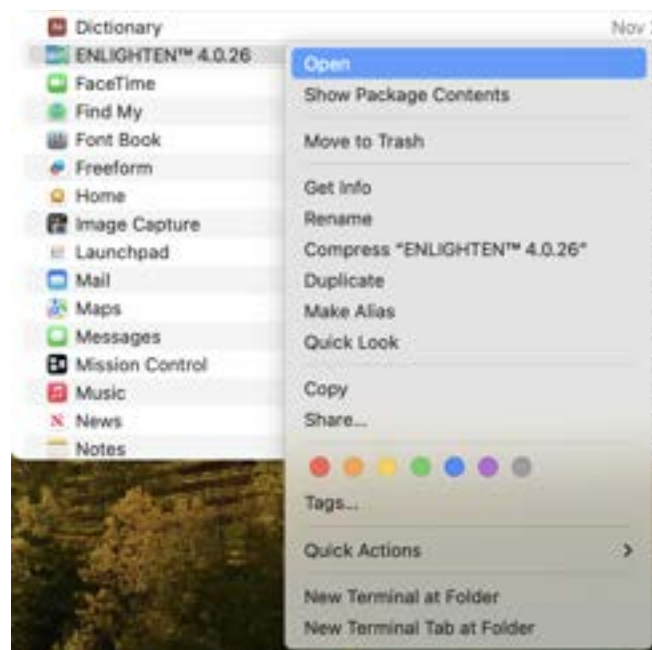 Dictionary
Nov
ENLIGHTEN™ 4.0.26
FaceTime
Find My
Font Book
Freeform
Home
Image Capture
Launchpad
Mail
Maps
Messages
Mission Control
Music
News
Notes
Open
Show Package Contents
Move to Trash
Get Info
Rename
Compress "ENLIGHTEN™ 4.0.26"
Duplicate
Make Alias
Quick Look
Copy
Share...
Tags...
Quick Actions
New Terminal at Folder
New Terminal Tab at Folder